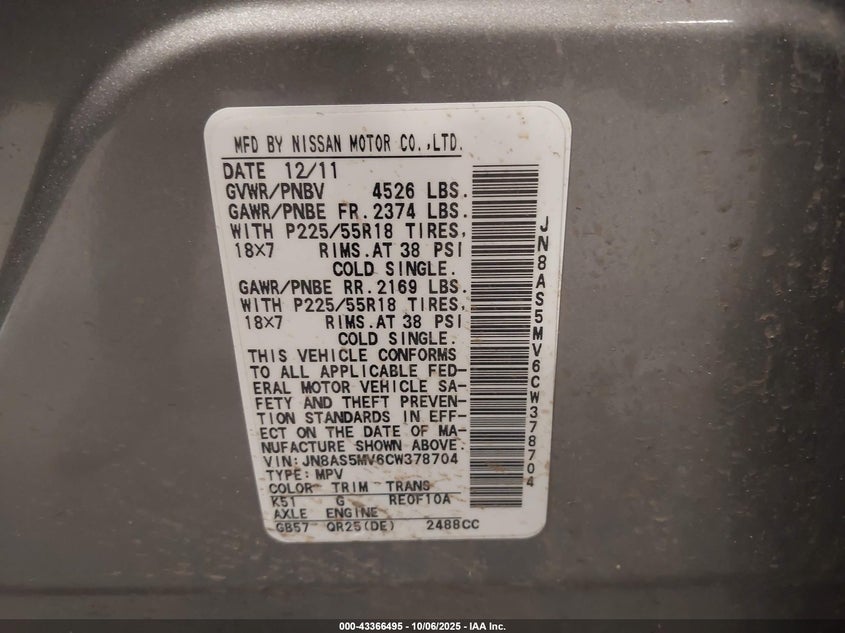 MFD BY NISSAN MOTOR CO.,LTD.
DATE 12/11
GVWR/PNBV 4526 LBS.
GAWR/PNBE FR.2374 LBS.
WITH P225/55R18 TIRES,
18X7 RIMS.AT 38 PSI
COLD SINGLE.
GAWR/PNBE RR.2169 LBS.
WITH P225/55R18 TIRES,
18X7 RIMS.AT 38 PSI
COLD SINGLE.
THIS VEHICLE CONFORMS
TO ALL APPLICABLE FED-
ERAL MOTOR VEHICLE SA-
FETY AND THEFT PREVEN-
TION STANDARDS IN EFF-
ECT ON THE DATE OF MA-
NUFACTURE SHOWN ABOVE.
VIN:JN8AS5MV6CW378704
TYPE:MPV
COLOR TRIM TRANS
K51 G RE0F10A
AXLE ENGINE
GB57 QR25(DE) 2488CC
JN8AS5MV6CW378704
000-43366495 - 10/06/2025 - IAA Inc.